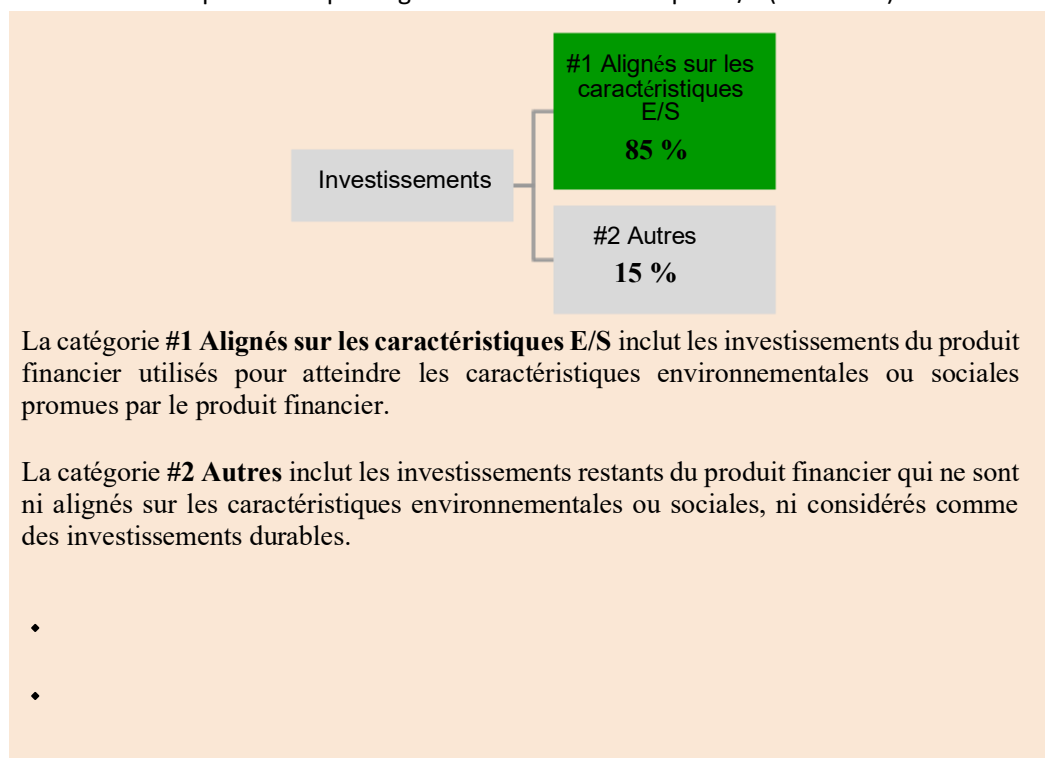 #1 Alignés sur les
caractéristiques
E/S
85 %
Investissements
#2 Autres
15 %
La catégorie #1 Alignés sur les caractéristiques E/S inclut les investissements du produit
financier utilisés pour atteindre les caractéristiques environnementales ou sociales
promues par le produit financier.
La catégorie #2 Autres inclut les investissements restants du produit financier qui ne sont
ni alignés sur les caractéristiques environnementales ou sociales, ni considérés comme
des investissements durables.